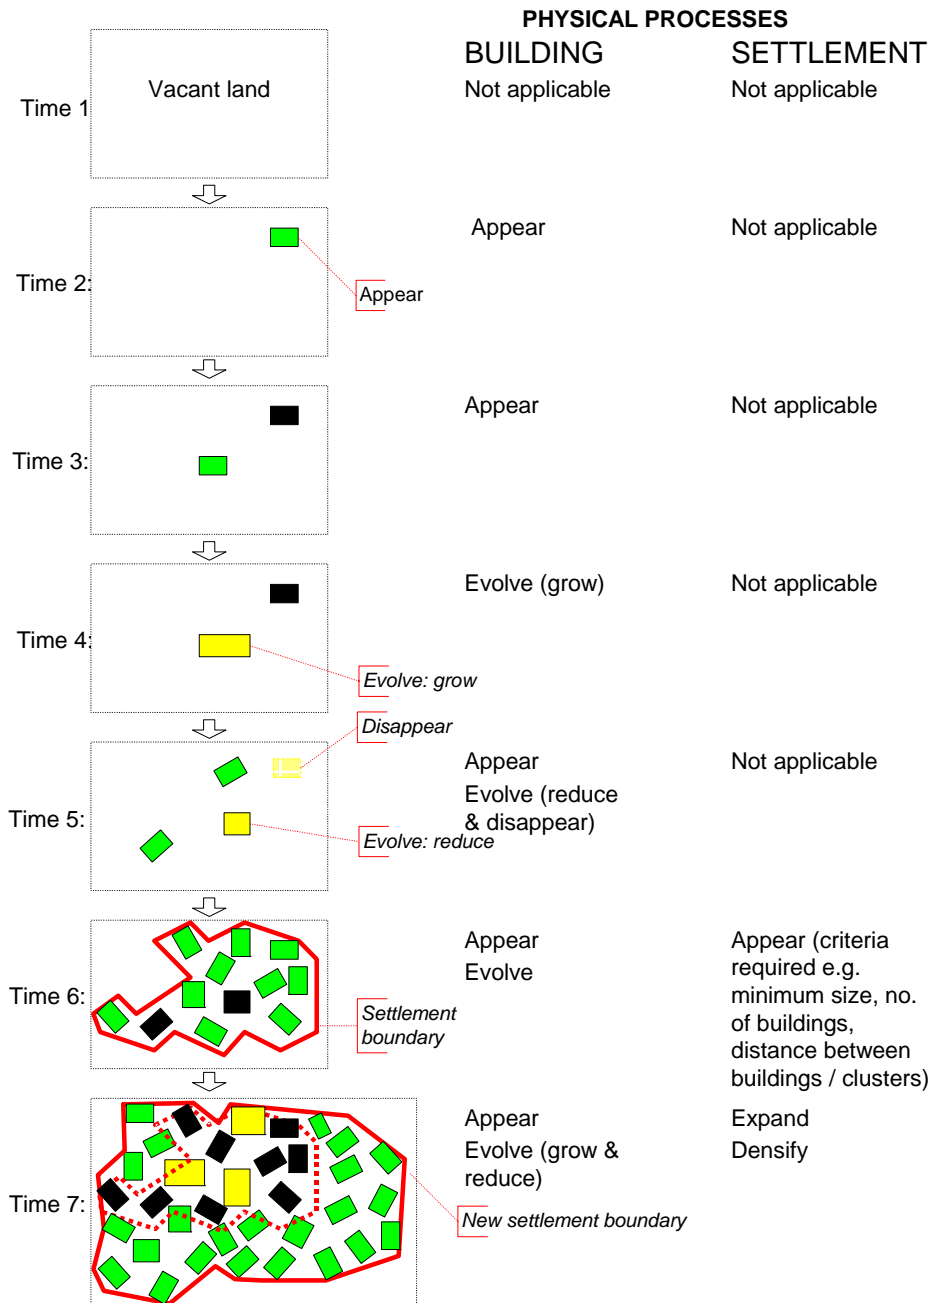 PHYSICAL PROCESSES
BUILDING SETTLEMENT
Time 1 Vacant land Not applicable Not applicable
Time 2: Appear Not applicable
Appear
Time 3: Appear Not applicable
Time 4: Evolve (grow) Not applicable
Evolve: grow
Disappear
Time 5: Appear Not applicable
Evolve (reduce
& disappear)
Evolve: reduce
Time 6: Appear Appear (criteria
Evolve required e.g.
minimum size, no.
of buildings,
distance between
buildings / clusters)
Settlement
boundary
Time 7: Appear Expand
Evolve (grow & Densify
reduce)
New settlement boundary